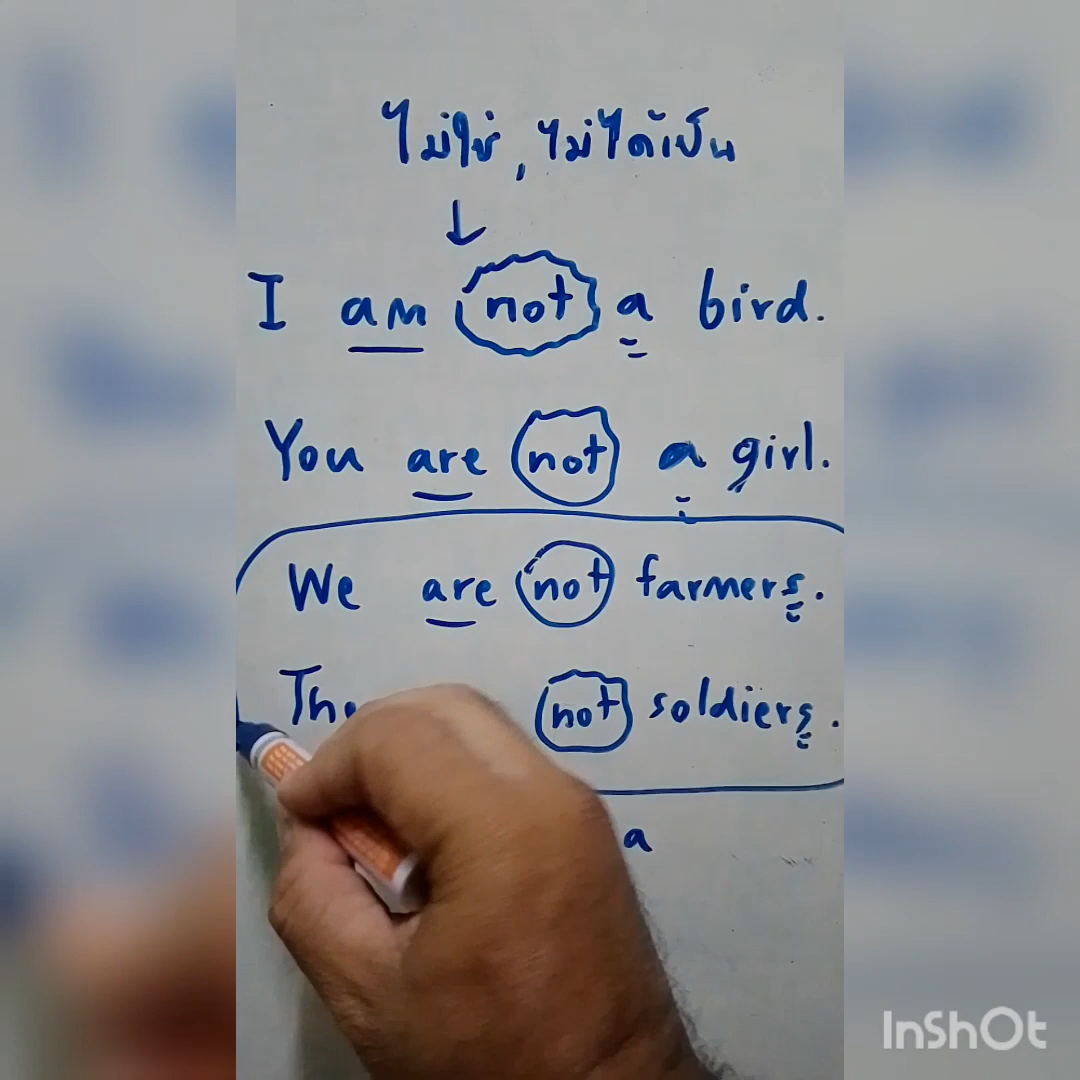 ไม่ใช่, ไม่ได้เป็น
I am not a bird.
You are not a girl.
We are not farmers.
not soldiers.
a
InShOt